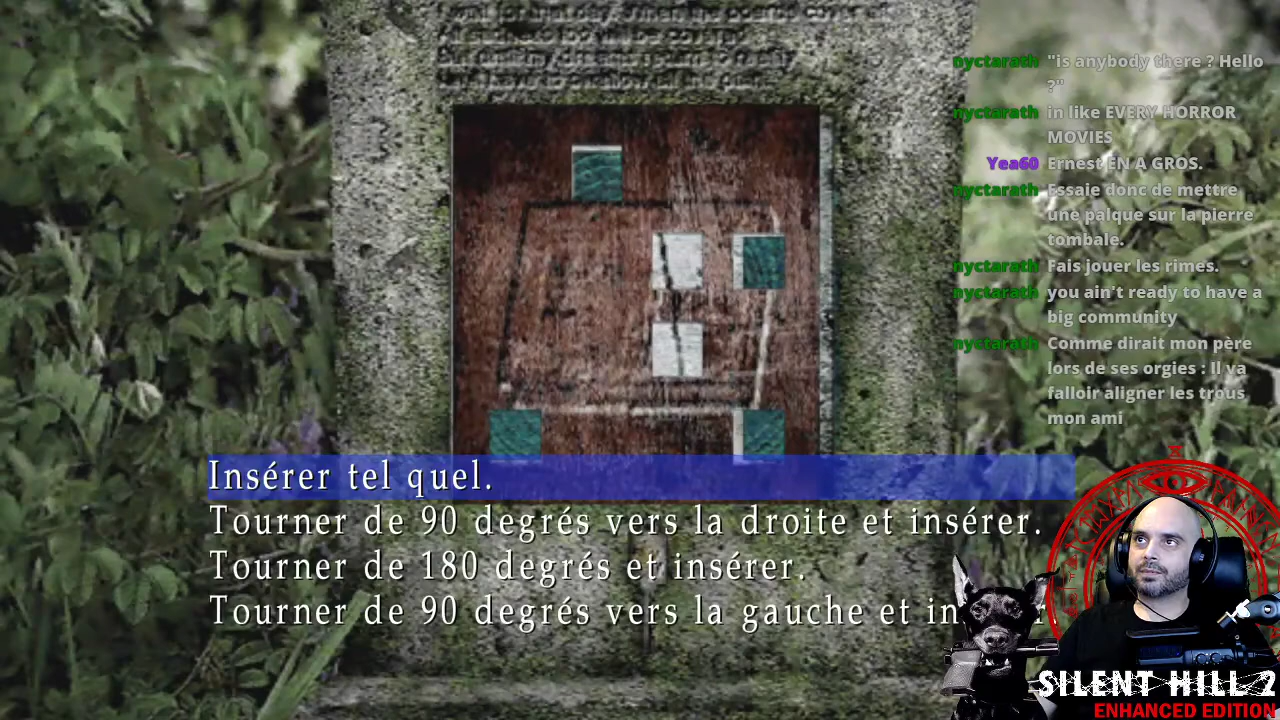 nyctarath "is anybody there ? Hello
?"
nyctarath in like EVERY HORROR
MOVIES
Yea60 Ernest EN A GROS.
nyctarath Essaie donc de mettre
une palque sur la pierre
tombale.
nyctarath Fais jouer les rimes.
nyctarath you ain't ready to have a
big community
nyctarath Comme dirait mon père
lors de ses orgies : Il va
falloir aligner les trous
mon ami
Insérer tel quel.
Tourner de 90 degrés vers la droite et insérer.
Tourner de 180 degrés et insérer.
Tourner de 90 degrés vers la gauche et in
SILENT HILL 2
ENHANCED EDITION